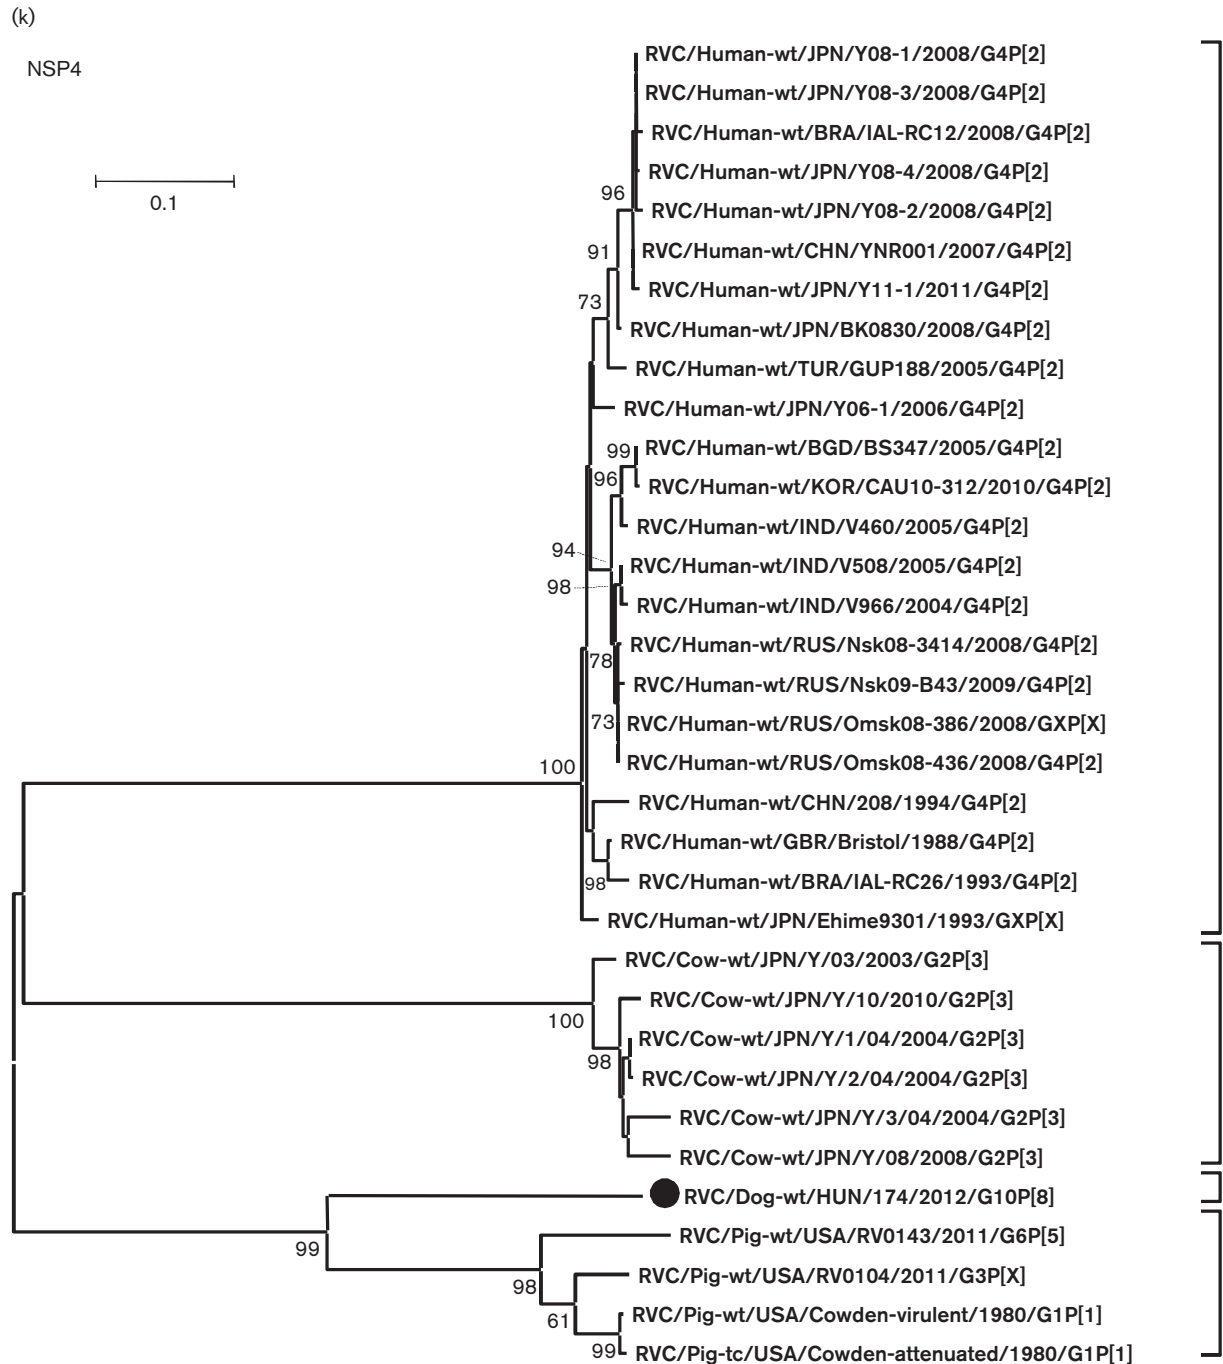 (k)
NSP4
0.1
RVC/Human-wt/JPN/Y08-1/2008/G4P[2]
RVC/Human-wt/JPN/Y08-3/2008/G4P[2]
RVC/Human-wt/BRA/IAL-RC12/2008/G4P[2]
RVC/Human-wt/JPN/Y08-4/2008/G4P[2]
96
RVC/Human-wt/JPN/Y08-2/2008/G4P[2]
91
RVC/Human-wt/CHN/YNR001/2007/G4P[2]
RVC/Human-wt/JPN/Y11-1/2011/G4P[2]
73
RVC/Human-wt/JPN/BK0830/2008/G4P[2]
RVC/Human-wt/TUR/GUP188/2005/G4P[2]
RVC/Human-wt/JPN/Y06-1/2006/G4P[2]
99
RVC/Human-wt/BGD/BS347/2005/G4P[2]
96
RVC/Human-wt/KOR/CAU10-312/2010/G4P[2]
RVC/Human-wt/IND/V460/2005/G4P[2]
94
RVC/Human-wt/IND/V508/2005/G4P[2]
98
RVC/Human-wt/IND/V966/2004/G4P[2]
RVC/Human-wt/RUS/Nsk08-3414/2008/G4P[2]
78
RVC/Human-wt/RUS/Nsk09-B43/2009/G4P[2]
73
RVC/Human-wt/RUS/Omsk08-386/2008/GXP[X]
RVC/Human-wt/RUS/Omsk08-436/2008/G4P[2]
100
RVC/Human-wt/CHN/208/1994/G4P[2]
RVC/Human-wt/GBR/Bristol/1988/G4P[2]
98
RVC/Human-wt/BRA/IAL-RC26/1993/G4P[2]
RVC/Human-wt/JPN/Ehime9301/1993/GXP[X]
RVC/Cow-wt/JPN/Y/03/2003/G2P[3]
RVC/Cow-wt/JPN/Y/10/2010/G2P[3]
100
RVC/Cow-wt/JPN/Y/1/04/2004/G2P[3]
98
RVC/Cow-wt/JPN/Y/2/04/2004/G2P[3]
RVC/Cow-wt/JPN/Y/3/04/2004/G2P[3]
RVC/Cow-wt/JPN/Y/08/2008/G2P[3]
RVC/Dog-wt/HUN/174/2012/G10P[8]
99
RVC/Pig-wt/USA/RV0143/2011/G6P[5]
98
RVC/Pig-wt/USA/RV0104/2011/G3P[X]
61
RVC/Pig-wt/USA/Cowden-virulent/1980/G1P[1]
99
RVC/Pig-tc/USA/Cowden-attenuated/1980/G1P[1]